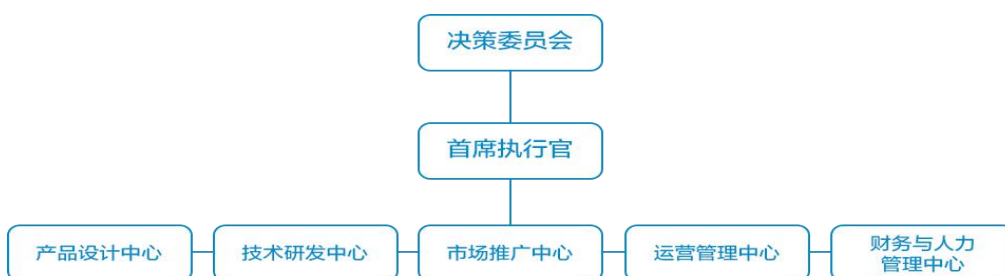 决策委员会
首席执行官
产品设计中心
技术研发中心
市场推广中心
运营管理中心
财务与人力
管理中心